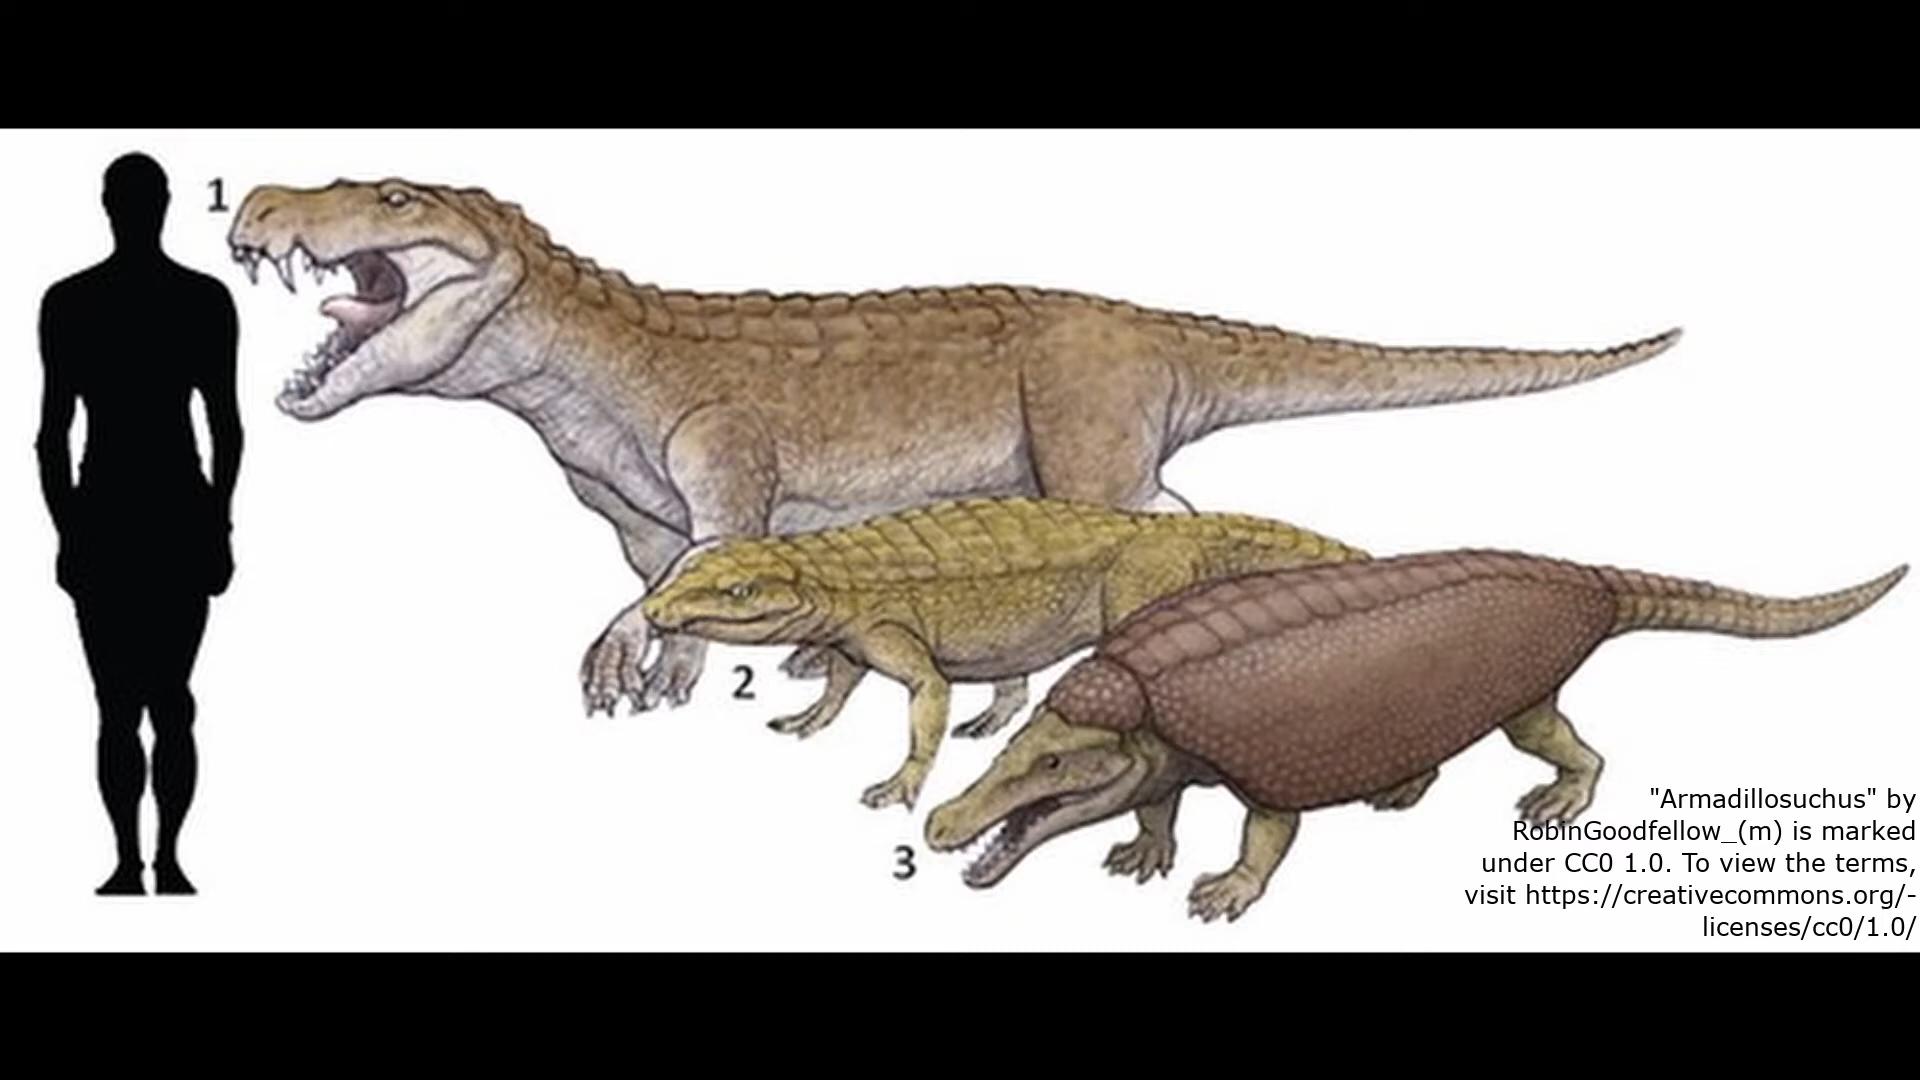 1
2
3
"Armadillosuchus" by
RobinGoodfellow_(m) is marked
under CC0 1.0. To view the terms,
visit https://creativecommons.org/-
licenses/cc0/1.0/